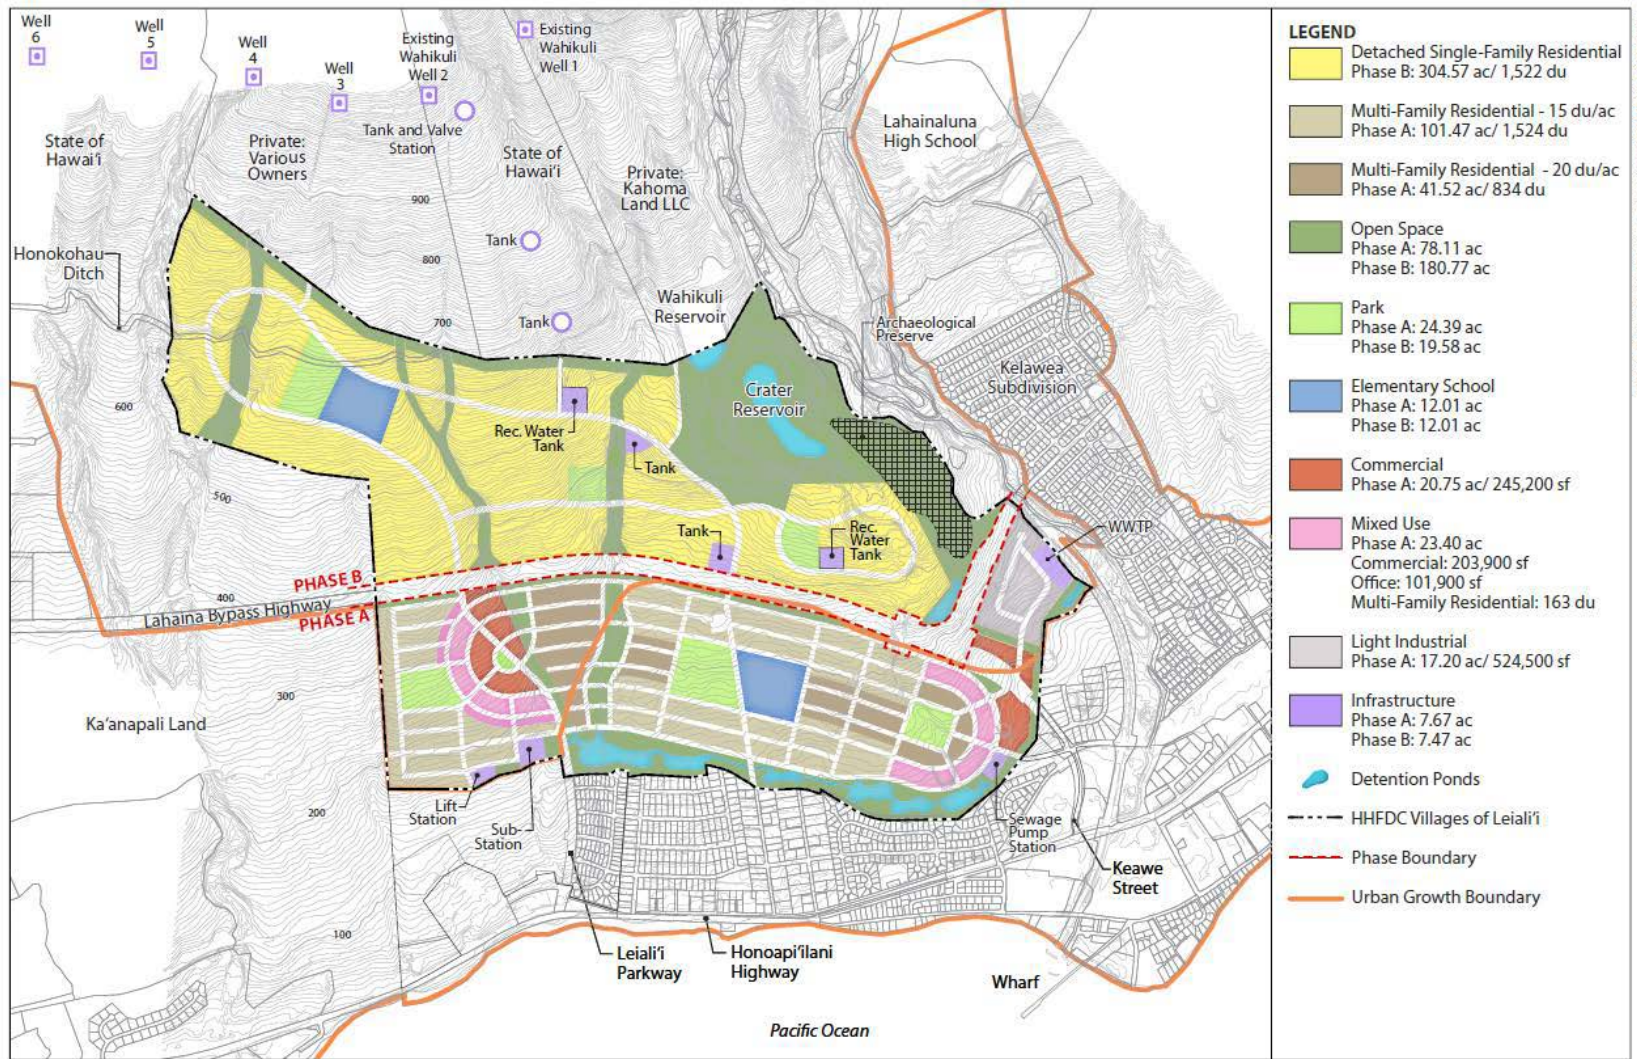 Well
6
Well
5
Well
4
Well
3
Existing
Wahikuli
Well 2
Existing
Wahikuli
Well 1
Tank and Valve
Station
State of
Hawai'i
Private:
Various
Owners
State of
Hawai'i
Private:
Kahoma
Land LLC
Lahainaluna
High School
Honokohau
Ditch
900
800
700
600
500
400
300
200
100
Tank
Tank
Wahikuli
Reservoir
Archaeological
Preserve
Kelawea
Subdivision
Crater
Reservoir
Rec. Water
Tank
Tank
Tank
Rec.
Water
Tank
WWTP
PHASE B
Lahaina Bypass Highway
PHASE A
Ka'anapali Land
Lift
Station
Sub-
Station
Sewage
Pump
Station
Keawe
Street
Leiali'i
Parkway
Honoapi'ilani
Highway
Wharf
Pacific Ocean
LEGEND
Detached Single-Family Residential
Phase B: 304.57 ac/ 1,522 du
Multi-Family Residential - 15 du/ac
Phase A: 101.47 ac/ 1,524 du
Multi-Family Residential - 20 du/ac
Phase A: 41.52 ac/ 834 du
Open Space
Phase A: 78.11 ac
Phase B: 180.77 ac
Park
Phase A: 24.39 ac
Phase B: 19.58 ac
Elementary School
Phase A: 12.01 ac
Phase B: 12.01 ac
Commercial
Phase A: 20.75 ac/ 245,200 sf
Mixed Use
Phase A: 23.40 ac
Commercial: 203,900 sf
Office: 101,900 sf
Multi-Family Residential: 163 du
Light Industrial
Phase A: 17.20 ac/ 524,500 sf
Infrastructure
Phase A: 7.67 ac
Phase B: 7.47 ac
Detention Ponds
HHFDC Villages of Leiali'i
Phase Boundary
Urban Growth Boundary